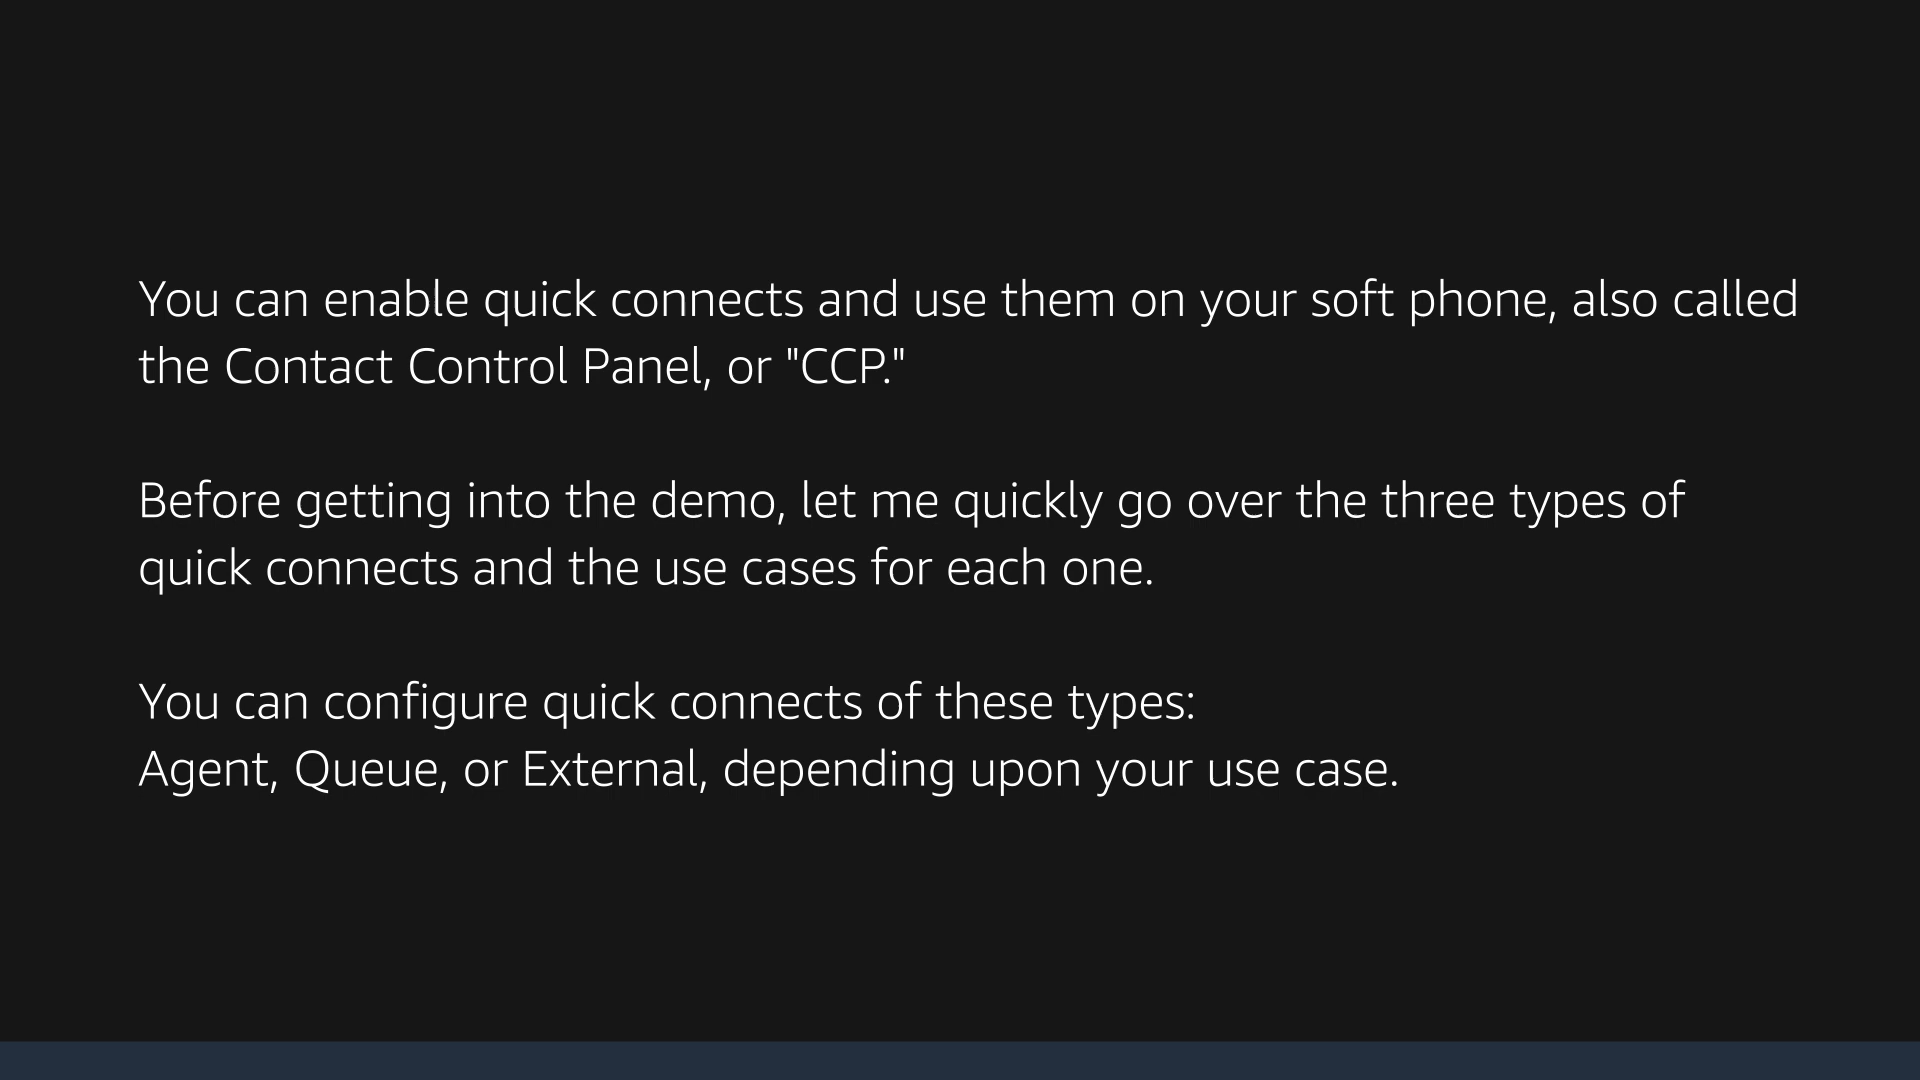 You can enable quick connects and use them on your soft phone, also called
the Contact Control Panel, or "CCP."
Before getting into the demo, let me quickly go over the three types of
quick connects and the use cases for each one.
You can configure quick connects of these types:
Agent, Queue, or External, depending upon your use case.